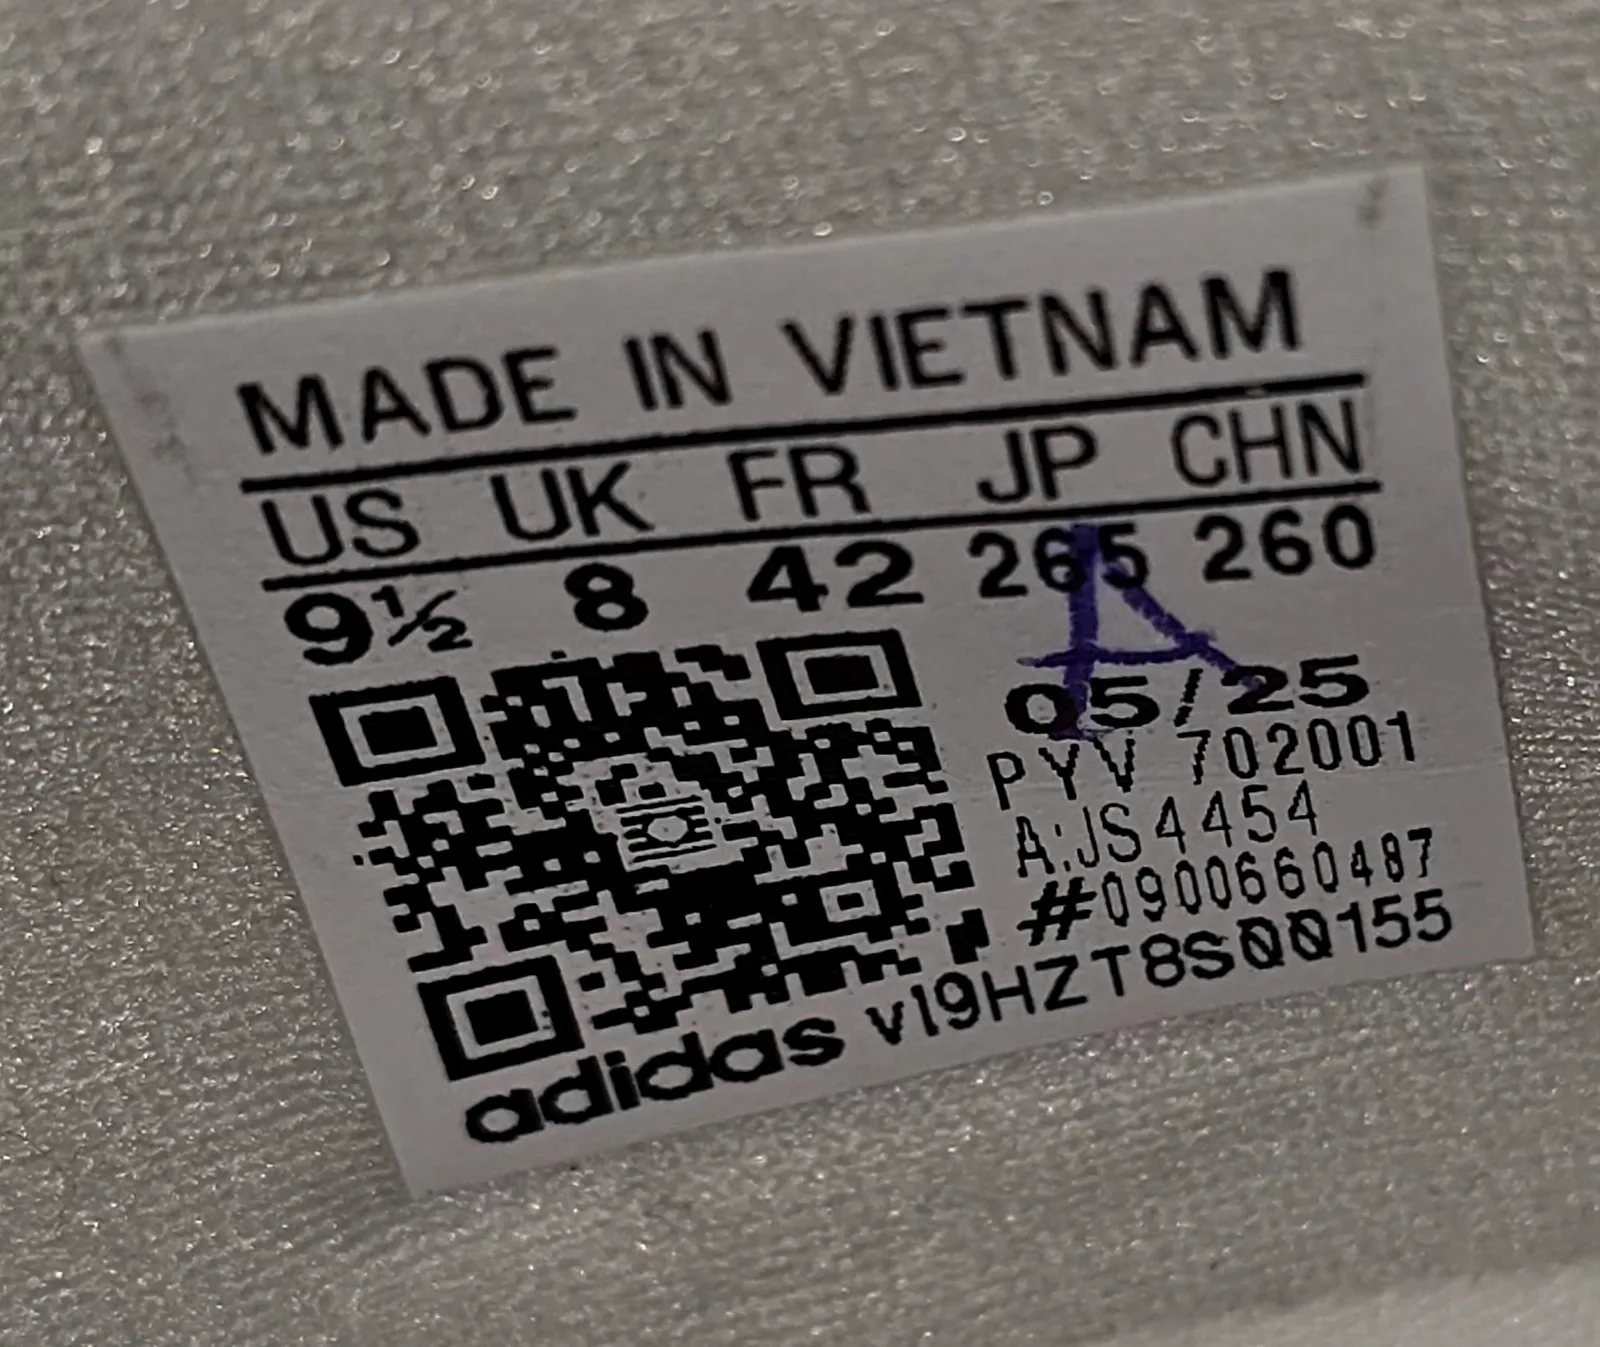 MADE IN VIETNAM
US UK FR JP CHN
9½ 8 42 265 260
A
05/25
PYV 702001
A:JS4454
#0900660487
adidas v19HZT8S00155